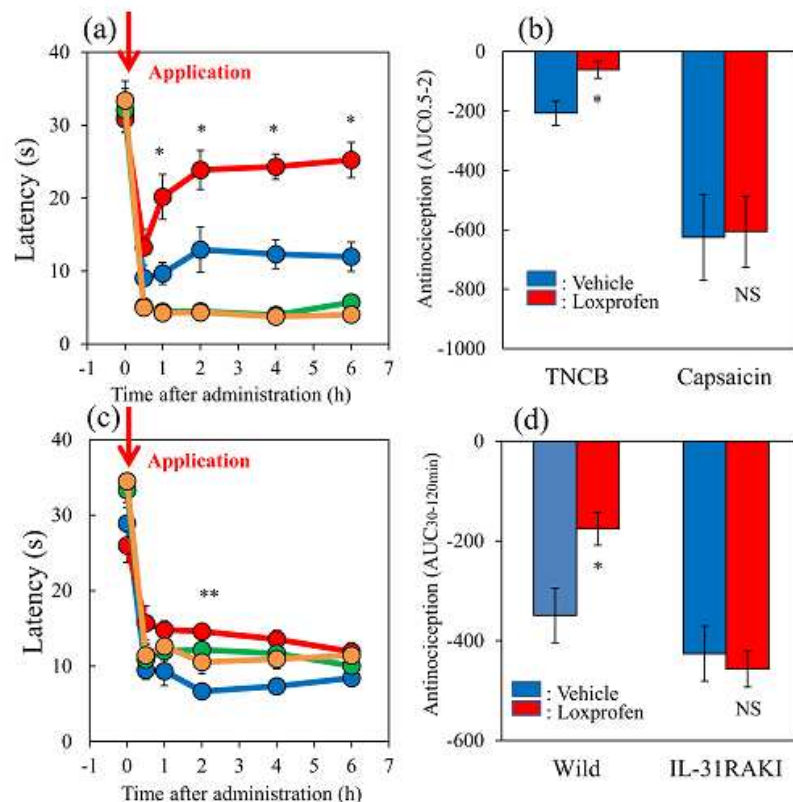 (a)
40
Application
30
20
10
0
-1 0 1 2 3 4 5 6 7
Latency (s)
Time after administration (h)
* * * *
(b)
0
-200
-400
-600
-800
-1000
Antinociception (AUC0.5-2)
*
NS
: Vehicle
: Loxprofen
TNCB Capsaicin
(c)
40
Application
30
20
10
0
-1 0 1 2 3 4 5 6 7
Latency (s)
Time after administration (h)
**
(d)
0
-200
-400
-600
Antinociception (AUC30-120min)
*
NS
: Vehicle
: Loxprofen
Wild IL-31RAKI